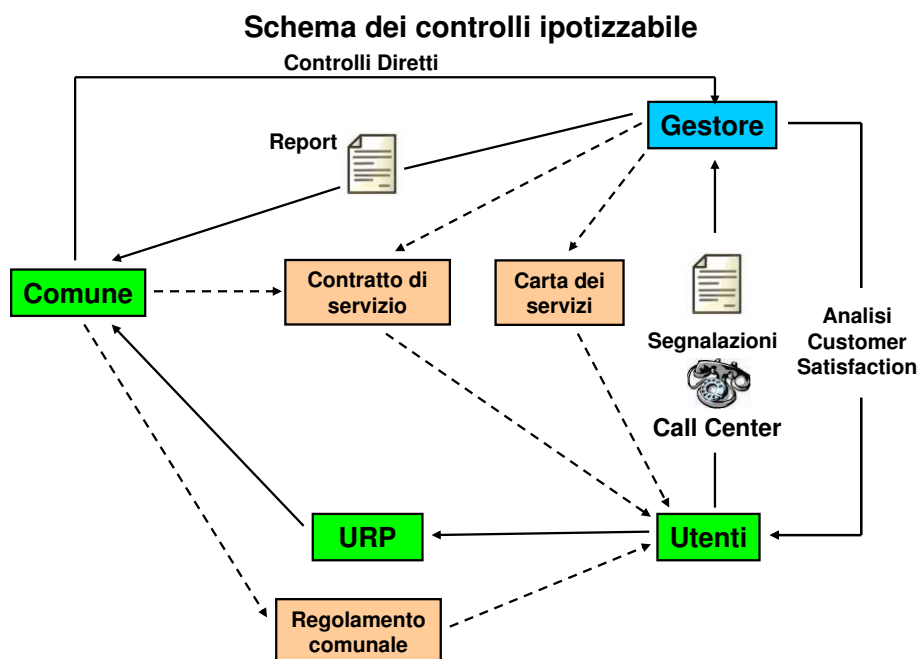 Schema dei controlli ipotizzabile
Controlli Diretti
Gestore
Report
Contratto di
servizio
Carta dei
servizi
Comune
Segnalazioni
Analisi
Customer
Satisfaction
Call Center
URP
Utenti
Regolamento
comunale